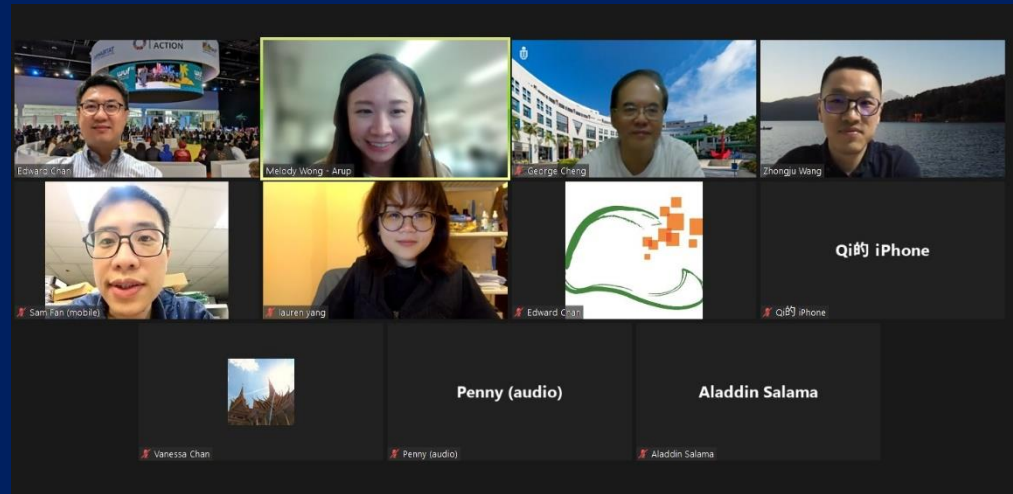 ACTION
Edward Chan
Melody Wong - Arup
George Cheng
Zhongju Wang
Sam Fan (mobile)
lauren yang
Edward Chan
Qi的 iPhone
Qi的 iPhone
Vanessa Chan
Penny (audio)
Penny (audio)
Aladdin Salama
Aladdin Salama